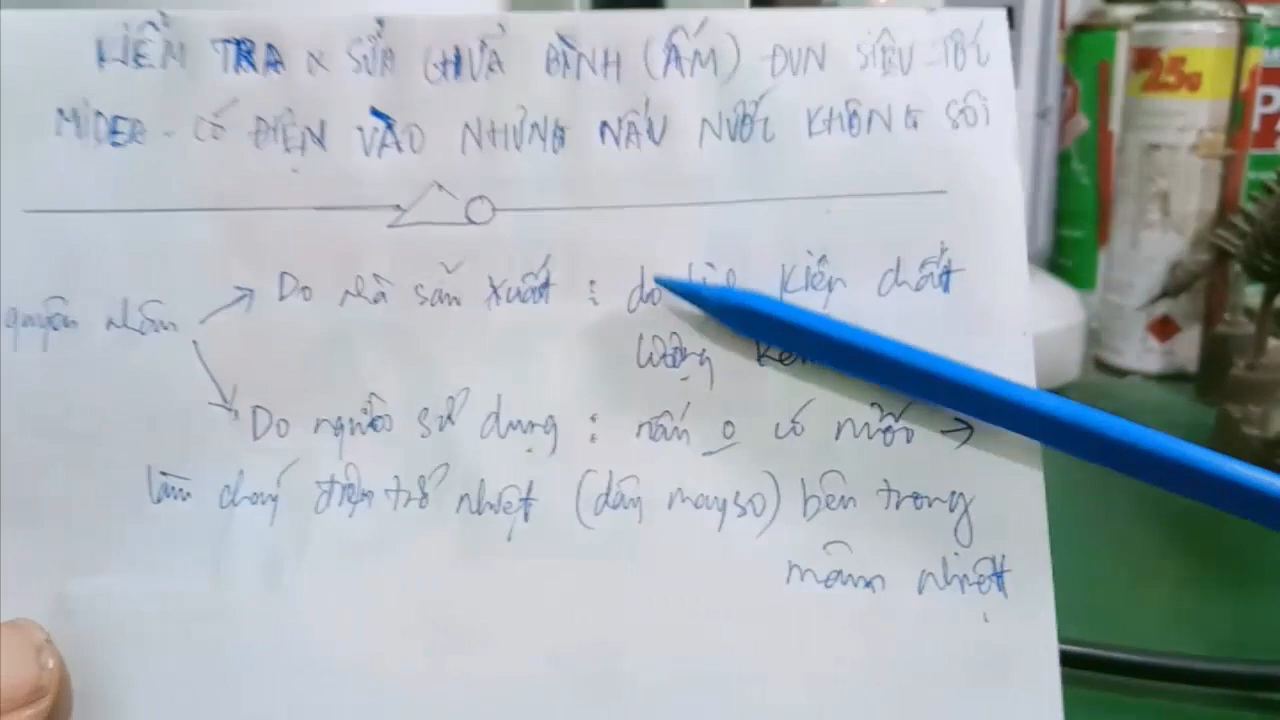 KIỂM TRA & SỬA CHỮA BÌNH (ẤM) ĐUN SIÊU TỐC
MIDEA - CÓ ĐIỆN VÀO NHƯNG NẤU NƯỚC KHÔNG SÔI
Do nhà sản xuất : do kiện chất
lượng
nhân
Do người sử dụng : nấu o có nước →
làm cháy điện trở nhiệt (dây mayso) bên trong
mâm nhiệt
25%